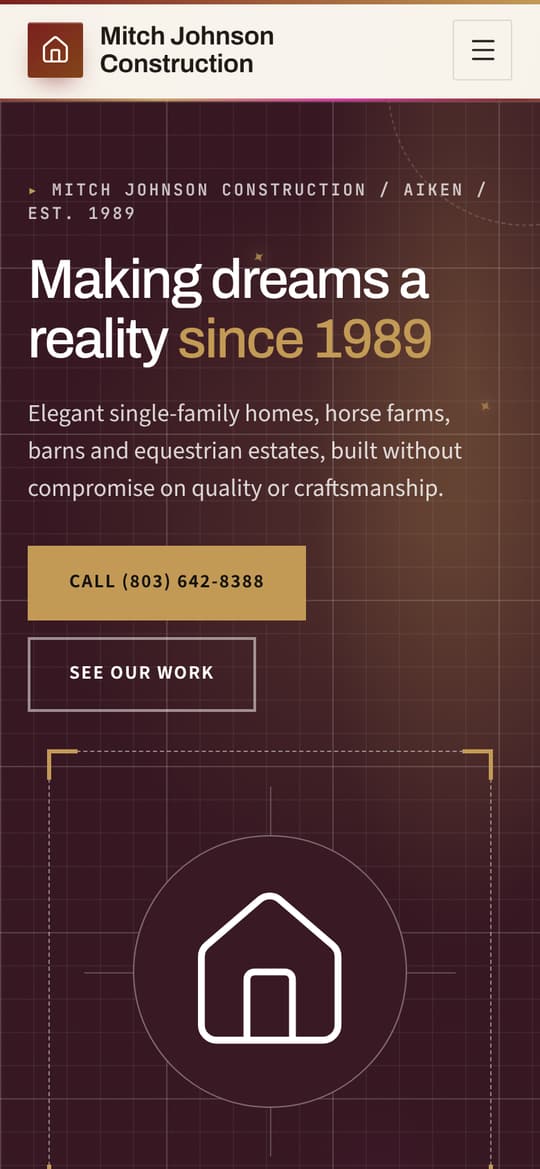 Mitch Johnson
Construction
▸ MITCH JOHNSON CONSTRUCTION / AIKEN /
EST. 1989
Making dreams a
reality since 1989
Elegant single-family homes, horse farms,
barns and equestrian estates, built without
compromise on quality or craftsmanship.
CALL (803) 642-8388
SEE OUR WORK